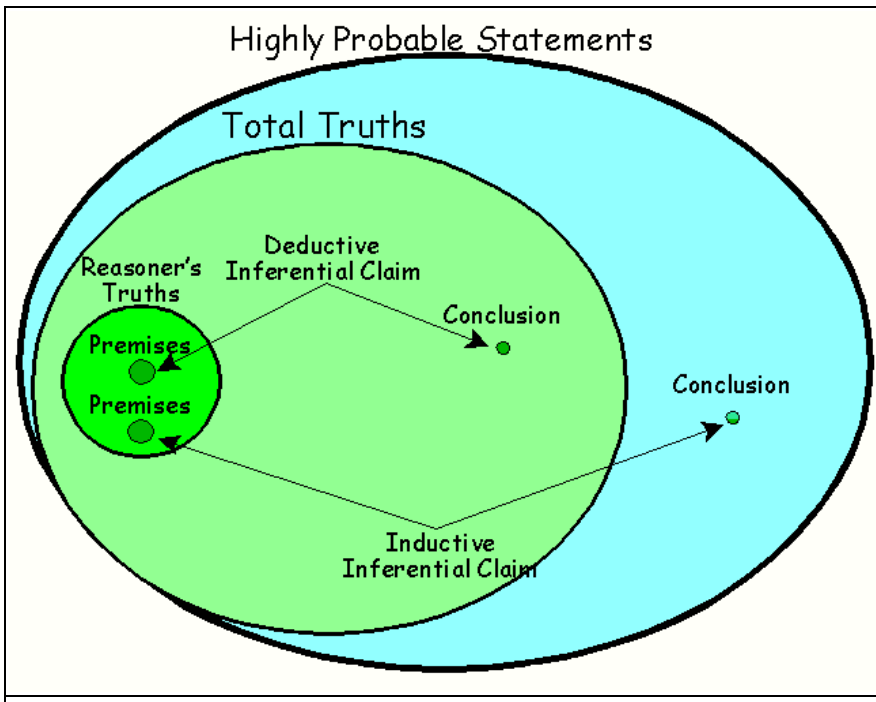 Highly Probable Statements
Total Truths
Deductive
Inferential Claim
Reasoner's
Truths
Conclusion
Premises
Conclusion
Premises
Inductive
Inferential Claim